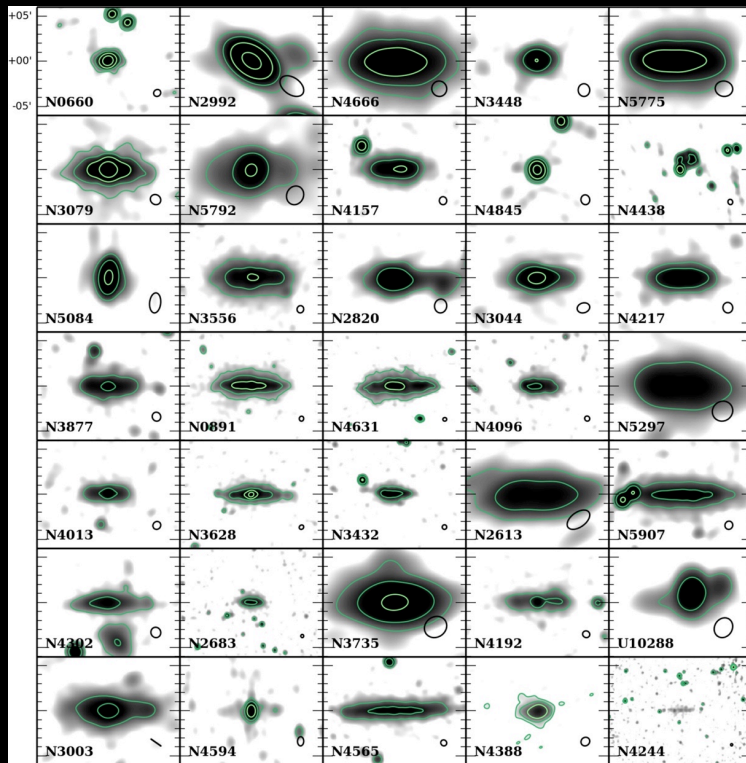 +05'
+00'
-05'
N0660
N2992
N4666
N3448
N5775
N3079
N5792
N4157
N4845
N4438
N5084
N3556
N2820
N3044
N4217
N3877
N0891
N4631
N4096
N5297
N4013
N3628
N3432
N2613
N5907
N4302
N2683
N3735
N4192
U10288
N3003
N4594
N4565
N4388
N4244